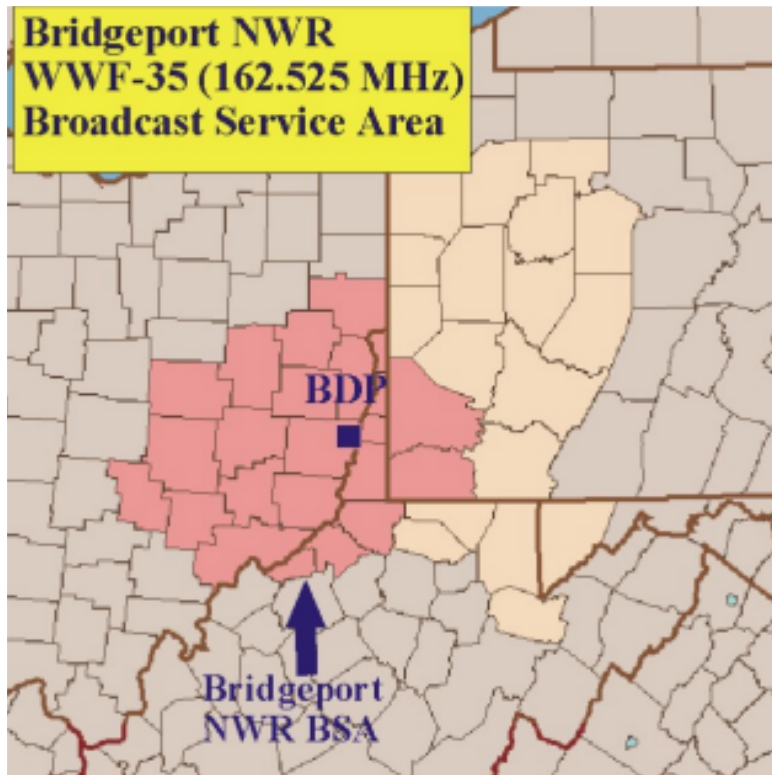 Bridgeport NWR
WWF-35 (162.525 MHz)
Broadcast Service Area
BDP
Bridgeport
NWR BSA